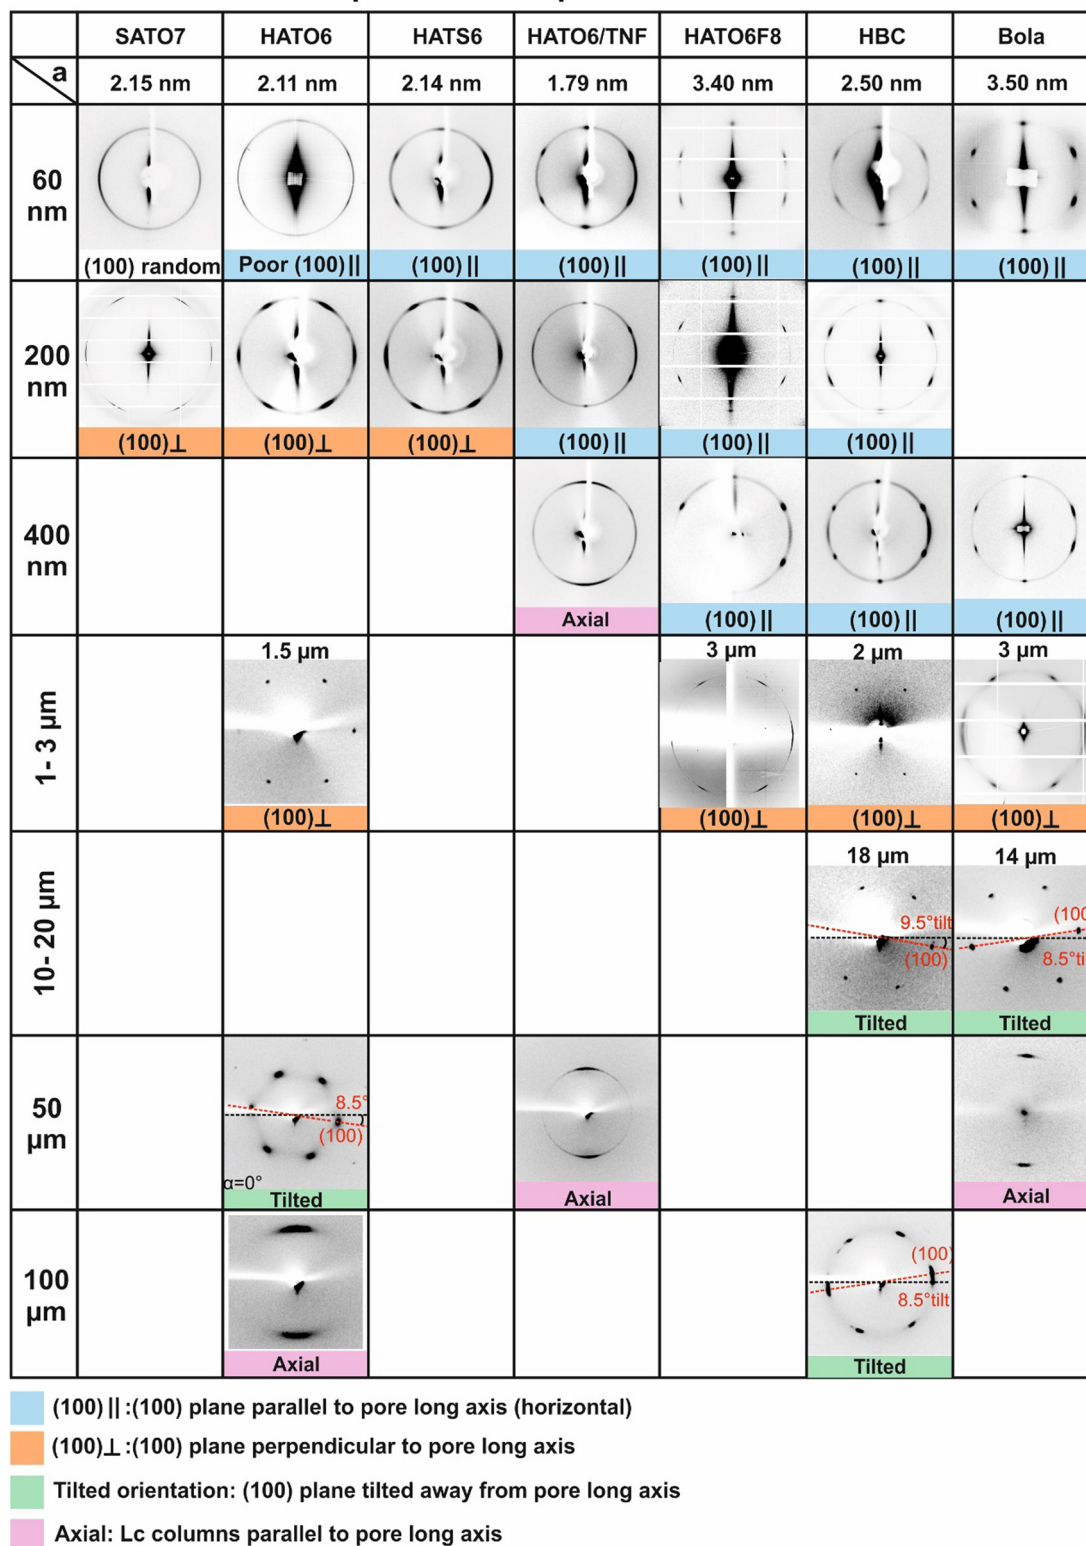 SATO7 HATO6 HATS6 HATO6/TNF HATO6F8 HBC Bola
a 2.15 nm 2.11 nm 2.14 nm 1.79 nm 3.40 nm 2.50 nm 3.50 nm
60
nm
(100) random Poor (100)|| (100)|| (100)|| (100)|| (100)|| (100)||
200
nm
(100)⊥ (100)⊥ (100)⊥ (100)|| (100)|| (100)||
400
nm
Axial (100)|| (100)|| (100)||
1- 3 µm
1.5 µm 3 µm 2 µm 3 µm
(100)⊥ (100)⊥ (100)⊥ (100)⊥
10- 20 µm
18 µm 14 µm
9.5°tilt (100
(100) 8.5°ti
Tilted Tilted
50
µm
8.5°
(100)
α=0°
Tilted Axial Axial
100
µm
(100)
8.5°tilt
Axial Tilted
(100)||:(100) plane parallel to pore long axis (horizontal)
(100)⊥:(100) plane perpendicular to pore long axis
Tilted orientation: (100) plane tilted away from pore long axis
Axial: Lc columns parallel to pore long axis